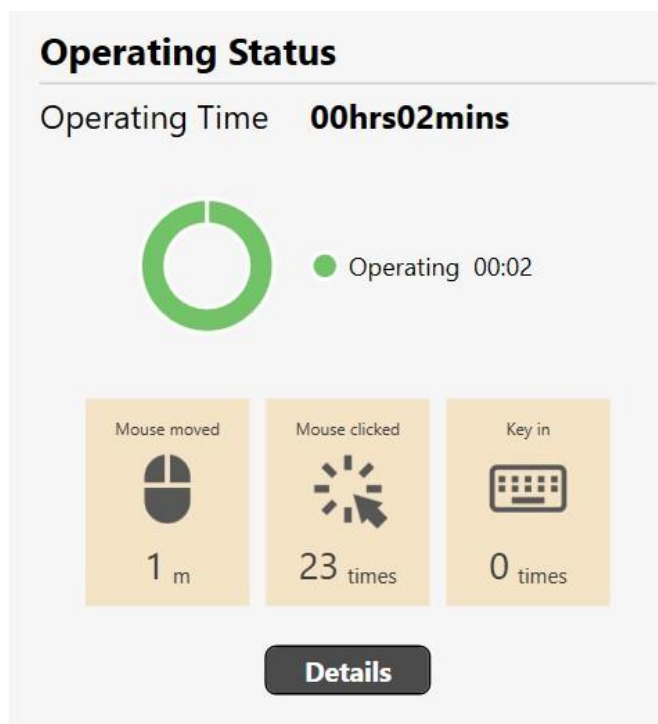 Operating Status
Operating Time 00hrs02mins
Operating 00:02
Mouse moved
1 m
Mouse clicked
23 times
Key in
0 times
Details